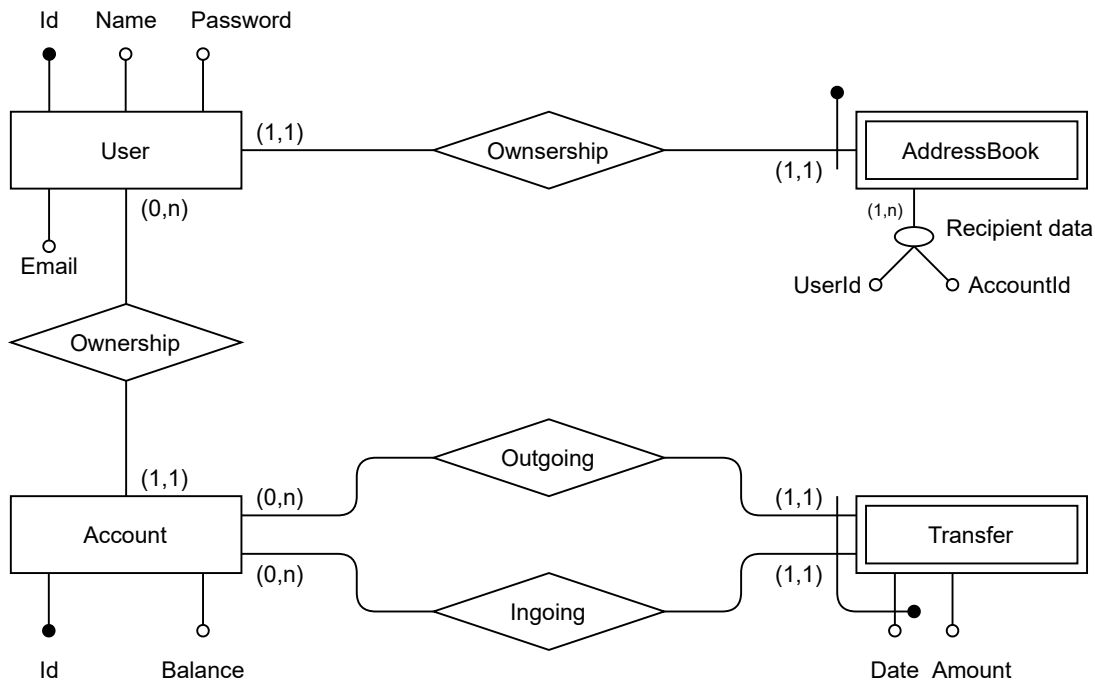 Id Name Password
User
(1,1)
Ownsership
(1,1)
AddressBook
(0,n)
(1,n)
Recipient data
Email
UserId
AccountId
Ownership
(1,1)
Outgoing
(0,n)
(1,1)
Account
Transfer
(0,n)
(1,1)
Ingoing
Id
Balance
Date Amount